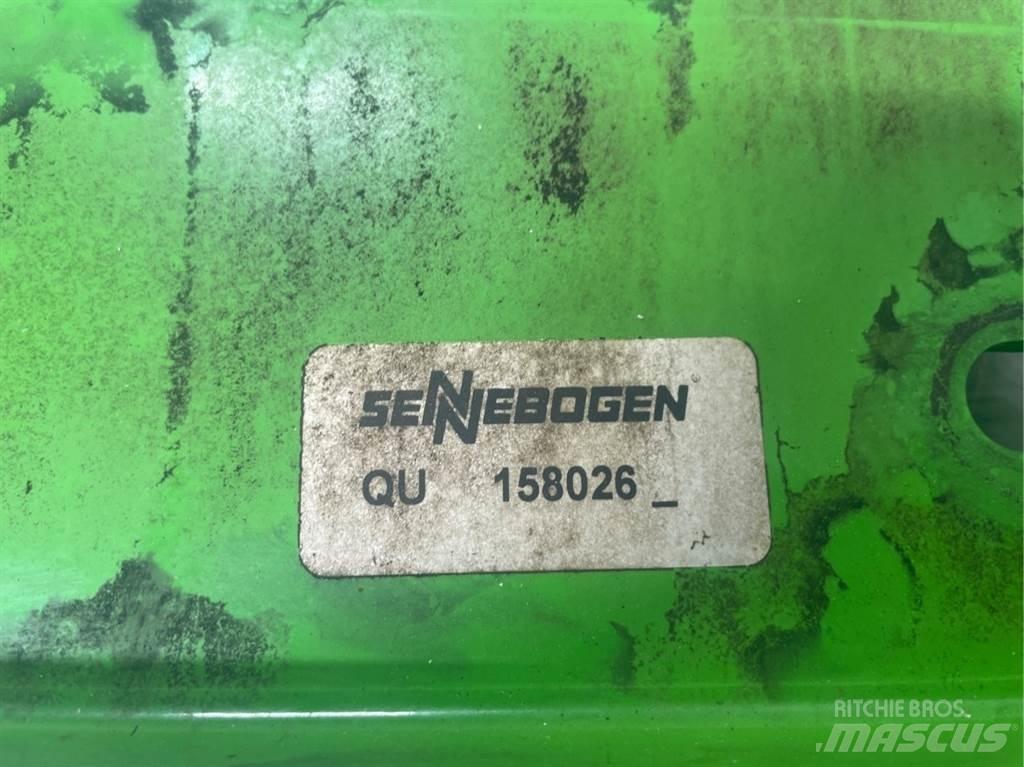 SENNEBOGEN®
QU 158026 _
RITCHIE BROS.
MASCUS